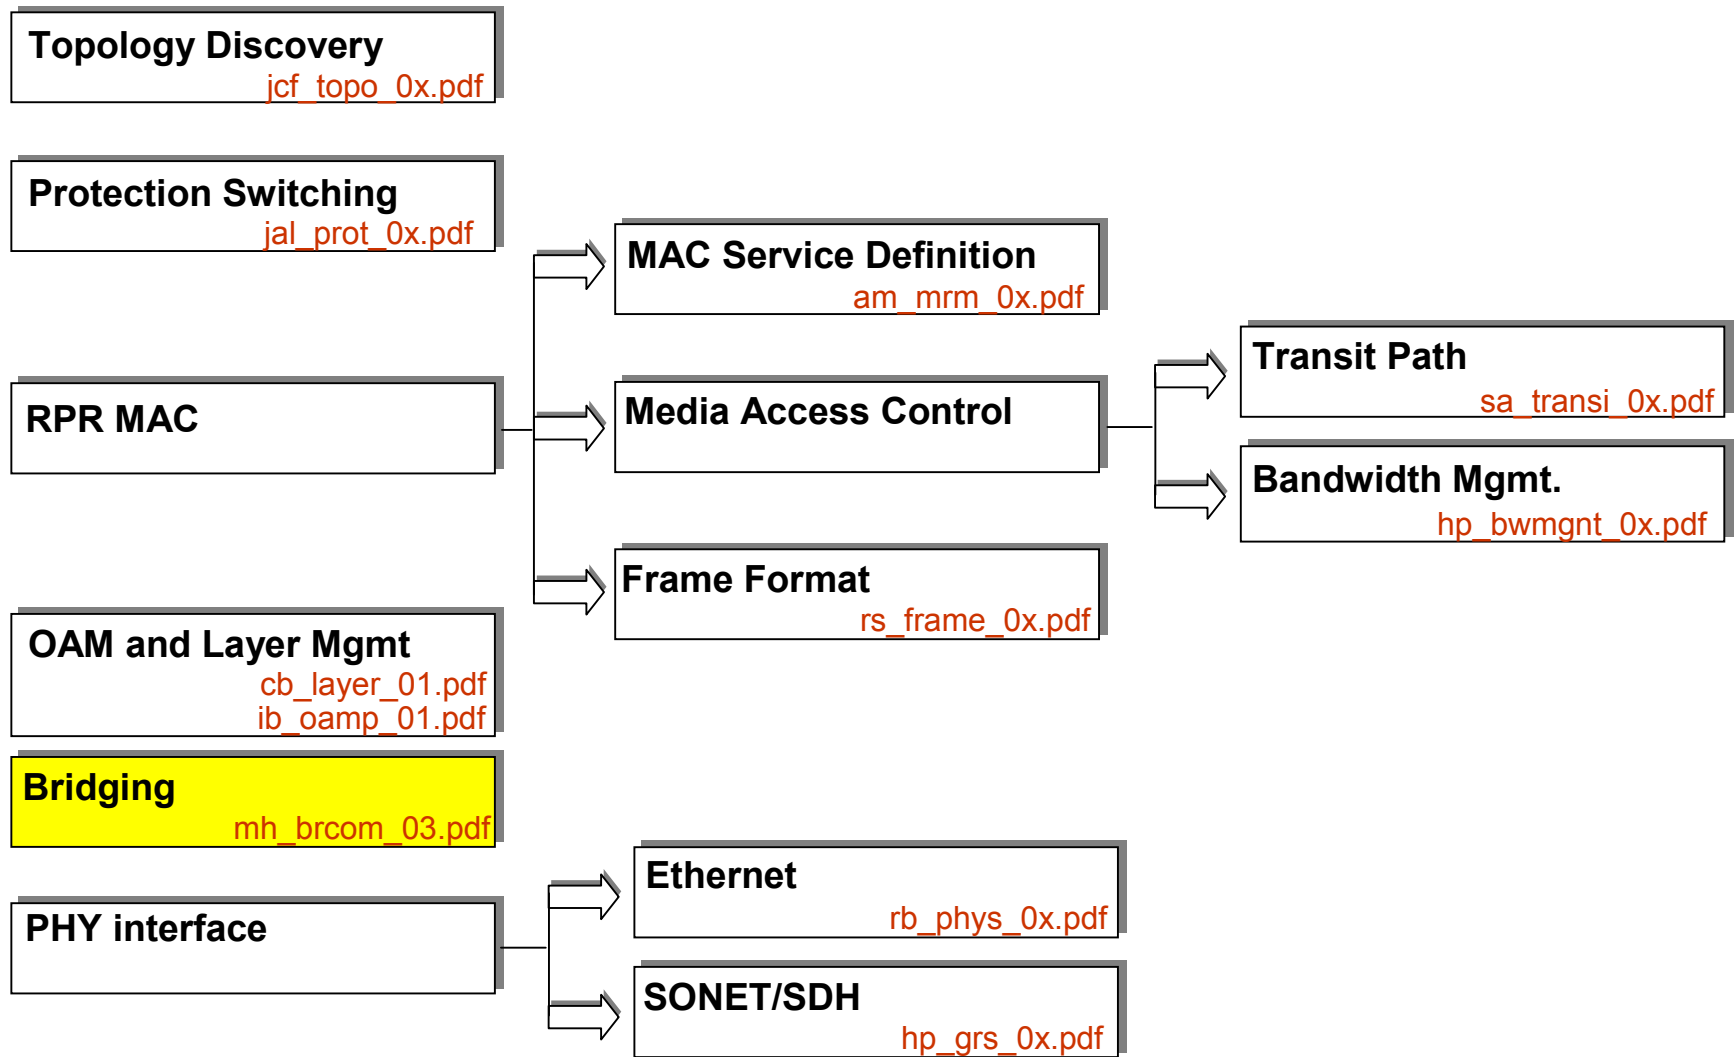 Topology Discovery
jcf_topo_0x.pdf
Protection Switching
jal_prot_0x.pdf
RPR MAC
MAC Service Definition
am_mrm_0x.pdf
Media Access Control
Frame Format
rs_frame_0x.pdf
Transit Path
sa_transi_0x.pdf
Bandwidth Mgmt.
hp_bwmgnt_0x.pdf
OAM and Layer Mgmt
cb_layer_01.pdf
ib_oamp_01.pdf
Bridging
mh_brcom_03.pdf
PHY interface
Ethernet
rb_phys_0x.pdf
SONET/SDH
hp_grs_0x.pdf